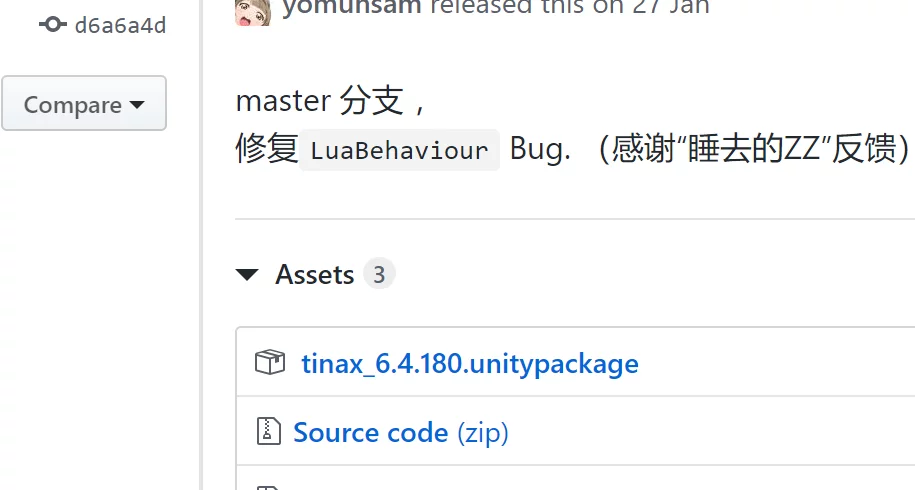 yomunsam released this on 27 Jan
d6a6a4d
Compare
master 分支，
修复 LuaBehaviour Bug. （感谢“睡去的ZZ”反馈）
Assets 3
tinax_6.4.180.unitypackage
Source code (zip)